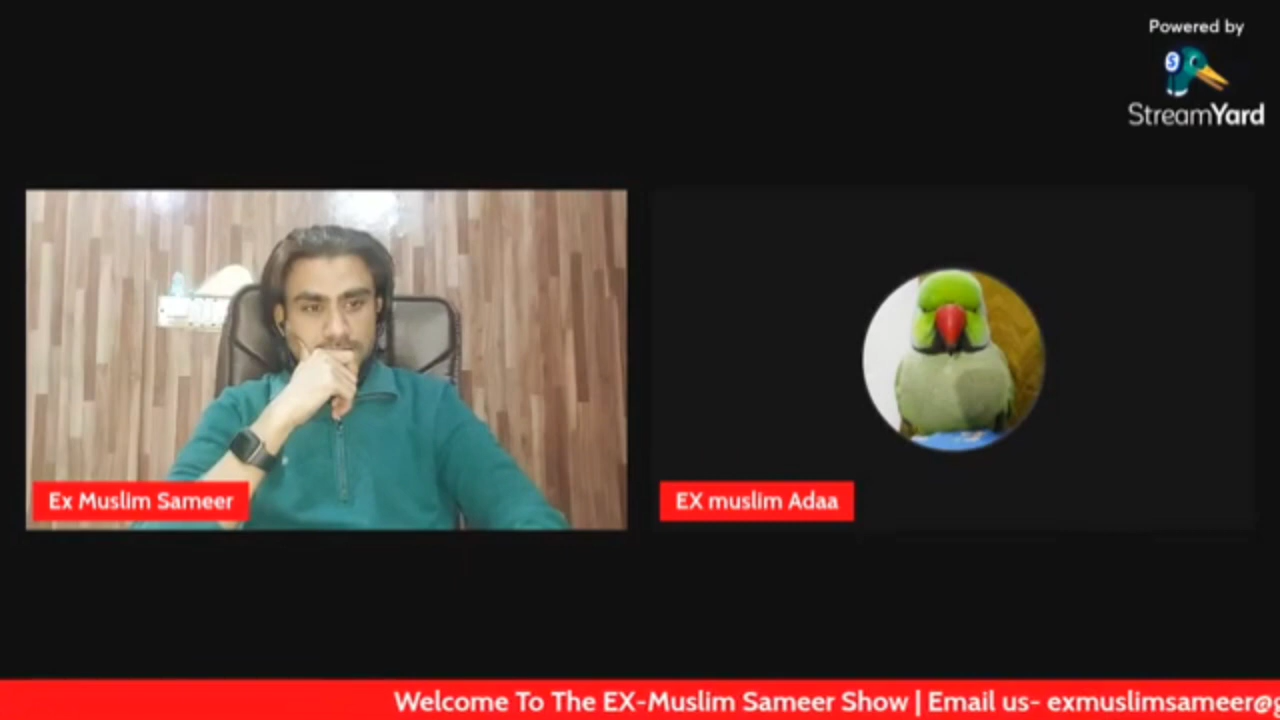 Powered by
StreamYard
Ex Muslim Sameer
EX muslim Adaa
Welcome To The EX-Muslim Sameer Show | Email us- exmuslimsameer@